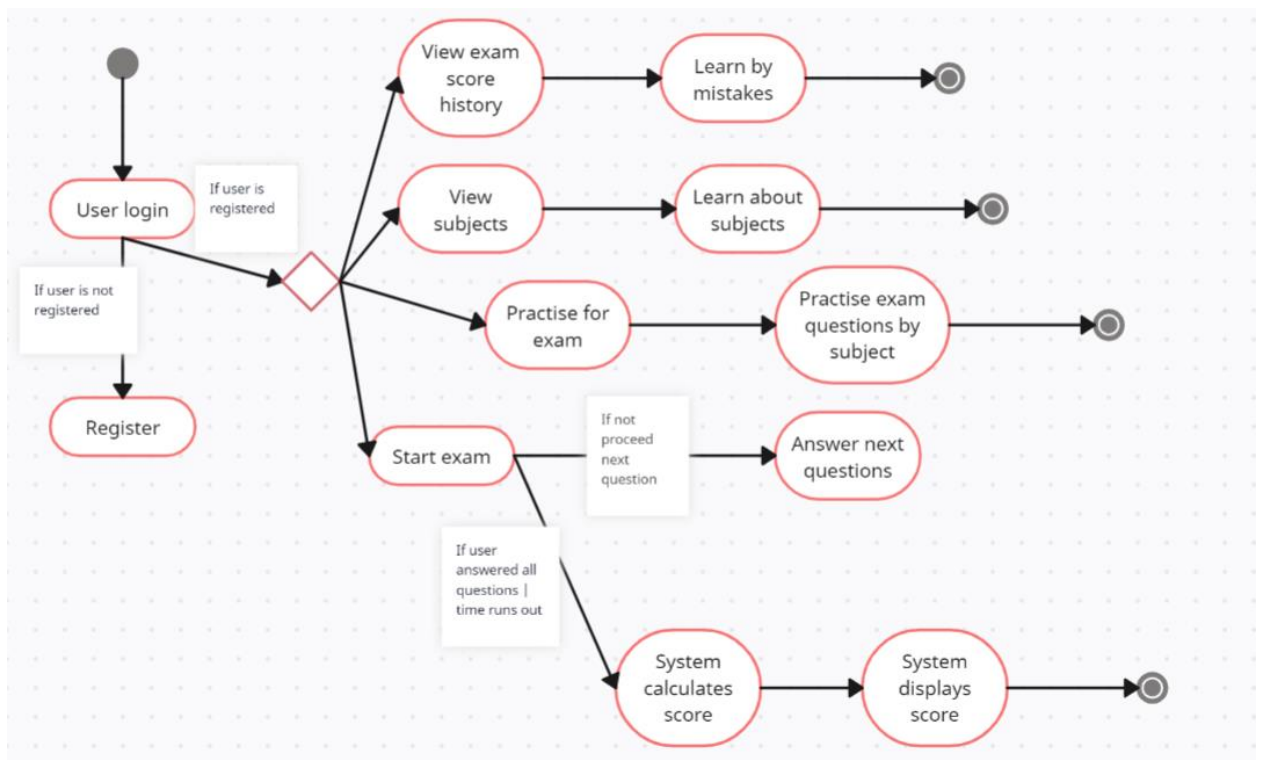 View exam
score
history
Learn by
mistakes
User login
If user is
registered
View
subjects
Learn about
subjects
If user is not
registered
Practise for
exam
Practise exam
questions by
subject
Register
Start exam
If not
proceed
next
question
Answer next
questions
If user
answered all
questions |
time runs out
System
calculates
score
System
displays
score